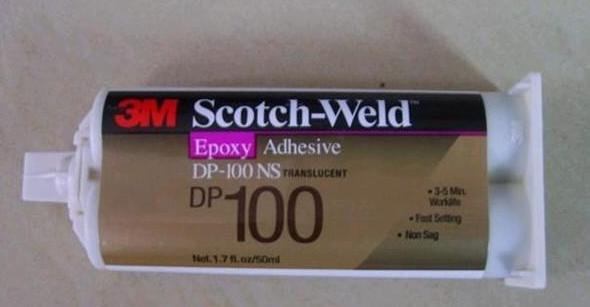 3M Scotch-Weld™
Epoxy Adhesive
DP-100 NS TRANSLUCENT
DP100
• 3-5 Min.
Worklife
• Fast Setting
• Non Sag
Net. 1.7 fl. oz/50ml